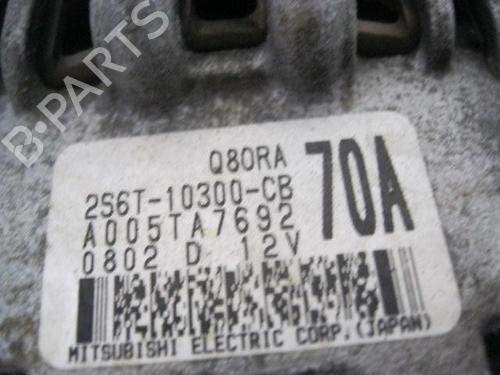 Q80RA
2S6T-10300-CB
70A
A005TA7692
0802 D 12V
MITSUBISHI ELECTRIC CORP.(JAPAN)
B-PARTS